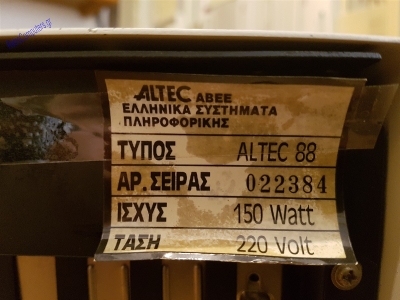 ALTEC ΑΒΕΕ
ΕΛΛΗΝΙΚΑ ΣΥΣΤΗΜΑΤΑ
ΠΛΗΡΟΦΟΡΙΚΗΣ
ΤΥΠΟΣ ALTEC 88
ΑΡ. ΣΕΙΡΑΣ 022384
ΙΣΧΥΣ 150 Watt
ΤΑΣΗ 220 Volt